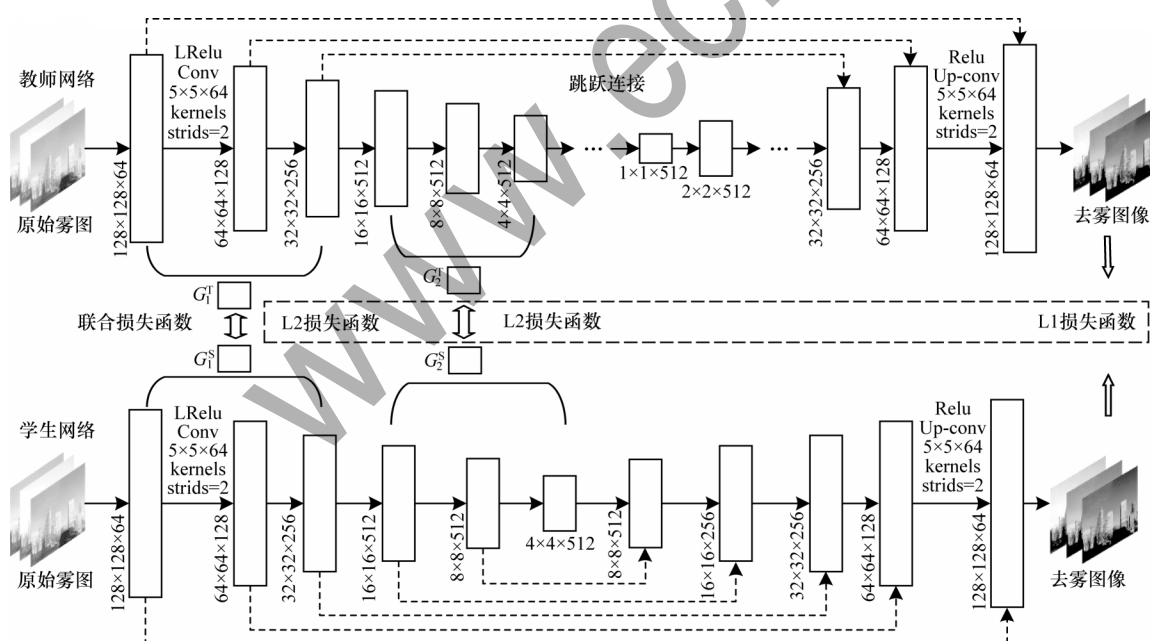 教师网络
原始雾图
128×128×64
LRelu
Conv
5×5×64
kernels
strids=2
64×64×128
32×32×256
16×16×512
8×8×512
4×4×512
...
1×1×512
2×2×512
...
跳跃连接
32×32×256
64×64×128
Relu
Up-conv
5×5×64
kernels
strids=2
128×128×64
去雾图像
G₁ᵀ
G₂ᵀ
联合损失函数
L2损失函数
L2损失函数
L1损失函数
G₁ˢ
G₂ˢ
学生网络
原始雾图
128×128×64
LRelu
Conv
5×5×64
kernels
strids=2
64×64×128
32×32×256
16×16×512
8×8×512
4×4×512
8×8×512
16×16×256
32×32×256
64×64×128
Relu
Up-conv
5×5×64
kernels
strids=2
128×128×64
去雾图像
www.ec